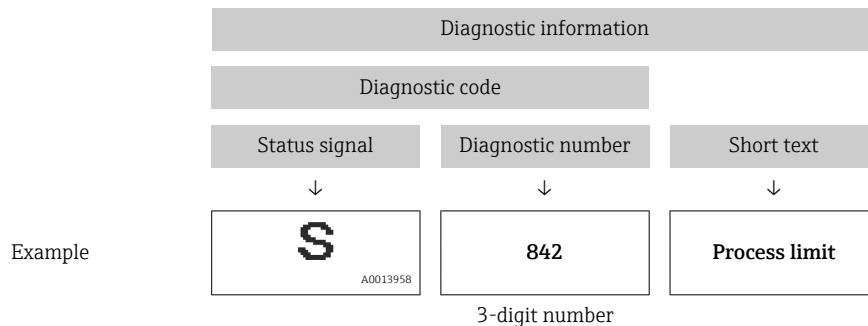 Diagnostic information
Diagnostic code
Status signal Diagnostic number Short text
↓ ↓ ↓
Example S 842 Process limit
A0013958
3-digit number